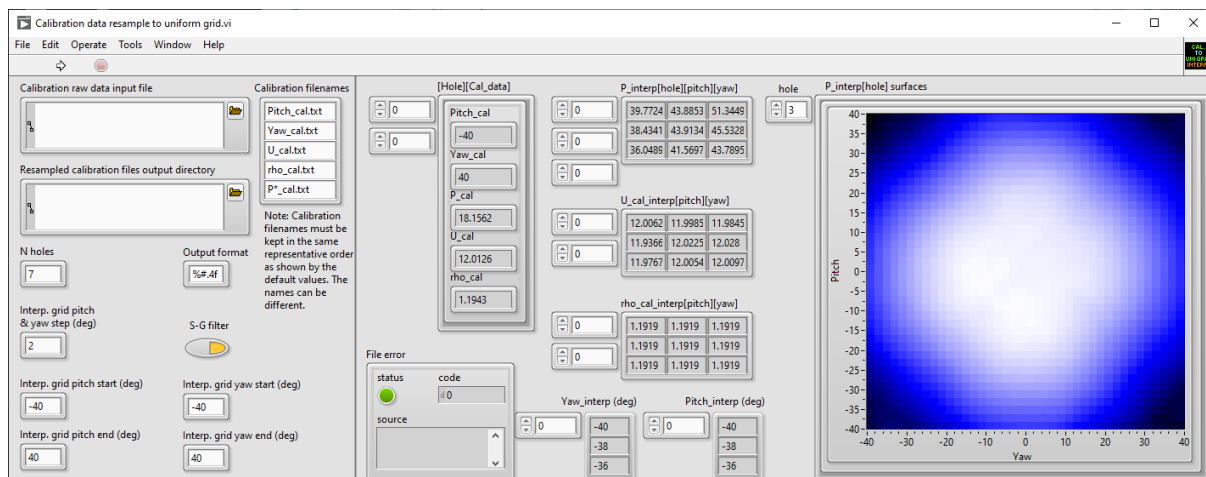 Calibration data resample to uniform grid.vi
File Edit Operate Tools Window Help
CAL.
TO
UNI GRID
INTERP
Calibration raw data input file
Resampled calibration files output directory
N holes
7
Output format
%#.4f
Interp. grid pitch
& yaw step (deg)
2
S-G filter
Interp. grid pitch start (deg)
-40
Interp. grid yaw start (deg)
-40
Interp. grid pitch end (deg)
40
Interp. grid yaw end (deg)
40
Calibration filenames
Pitch_cal.txt
Yaw_cal.txt
U_cal.txt
rho_cal.txt
P*_cal.txt
Note: Calibration
filenames must be
kept in the same
representative order
as shown by the
default values. The
names can be
different.
[Hole][Cal_data]
0
0
Pitch_cal
-40
Yaw_cal
40
P_cal
18.1562
U_cal
12.0126
rho_cal
1.1943
File error
status
code
d 0
source
P_interp[hole][pitch][yaw]
0
0
0
39.7724 43.8853 51.3449
38.4341 43.9134 45.5328
36.0489 41.5697 43.7895
U_cal_interp[pitch][yaw]
0
0
12.0062 11.9985 11.9845
11.9366 12.0225 12.028
11.9767 12.0054 12.0097
rho_cal_interp[pitch][yaw]
0
0
1.1919 1.1919 1.1919
1.1919 1.1919 1.1919
1.1919 1.1919 1.1919
Yaw_interp (deg)
0
-40
-38
-36
Pitch_interp (deg)
0
-40
-38
-36
hole
3
P_interp[hole] surfaces
Pitch
40
35
30
25
20
15
10
5
0
-5
-10
-15
-20
-25
-30
-35
-40
-40 -30 -20 -10 0 10 20 30 40
Yaw